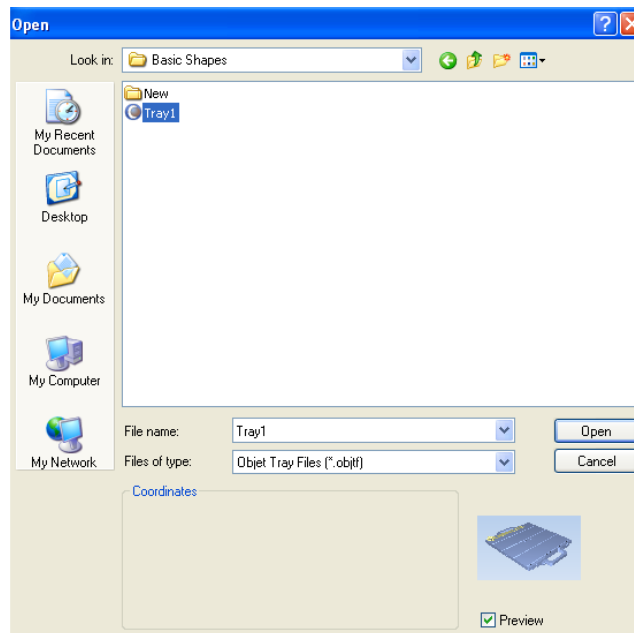 Open
Look in:
Basic Shapes
New
Tray1
My Recent
Documents
Desktop
My Documents
My Computer
My Network
File name:
Tray1
Open
Files of type:
Objet Tray Files (*.objtf)
Cancel
Coordinates
Preview